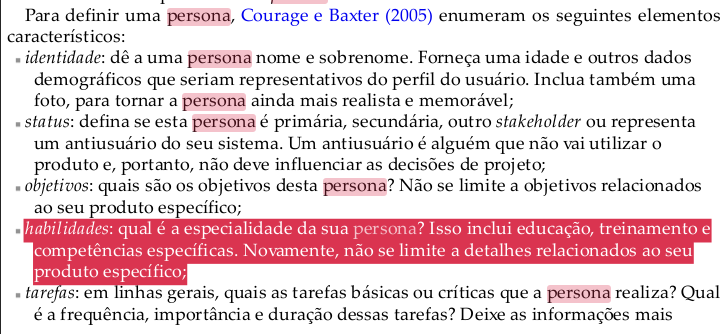 Para definir uma persona, Courage e Baxter (2005) enumeram os seguintes elementos
característicos:
identidade: dê a uma persona nome e sobrenome. Forneça uma idade e outros dados
demográficos que seriam representativos do perfil do usuário. Inclua também uma
foto, para tornar a persona ainda mais realista e memorável;
status: defina se esta persona é primária, secundária, outro stakeholder ou representa
um antiusuário do seu sistema. Um antiusuário é alguém que não vai utilizar o
produto e, portanto, não deve influenciar as decisões de projeto;
objetivos: quais são os objetivos desta persona? Não se limite a objetivos relacionados
ao seu produto específico;
habilidades: qual é a especialidade da sua persona? Isso inclui educação, treinamento e
competências específicas. Novamente, não se limite a detalhes relacionados ao seu
produto específico;
tarefas: em linhas gerais, quais as tarefas básicas ou críticas que a persona realiza? Qual
é a frequência, importância e duração dessas tarefas? Deixe as informações mais